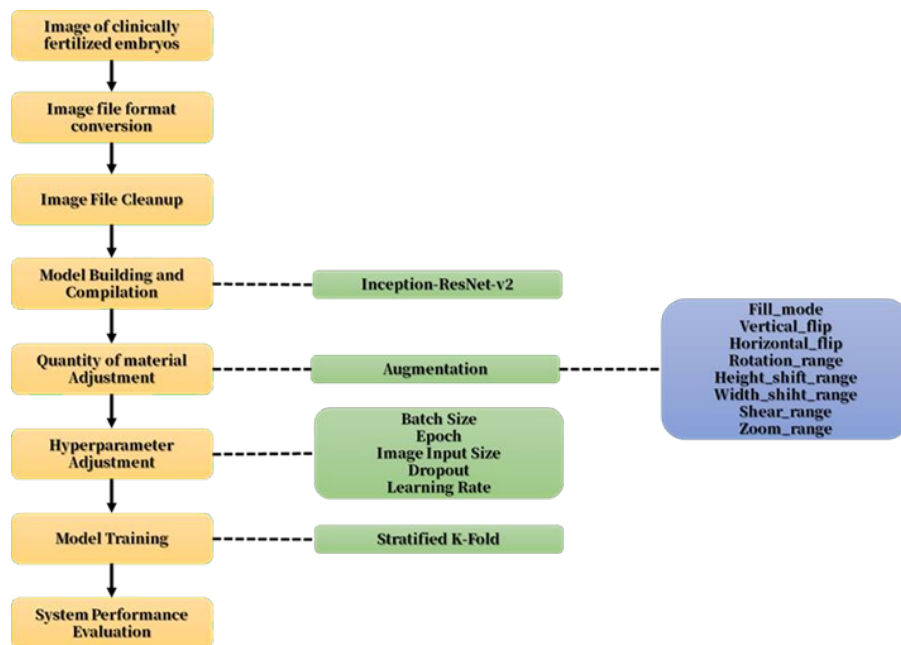 Image of clinically
fertilized embryos
Image file format
conversion
Image File Cleanup
Model Building and
Compilation
Inception-ResNet-v2
Quantity of material
Adjustment
Augmentation
Fill_mode
Vertical_flip
Horizontal_flip
Rotation_range
Height_shift_range
Width_shiht_range
Shear_range
Zoom_range
Hyperparameter
Adjustment
Batch Size
Epoch
Image Input Size
Dropout
Learning Rate
Model Training
Stratified K-Fold
System Performance
Evaluation